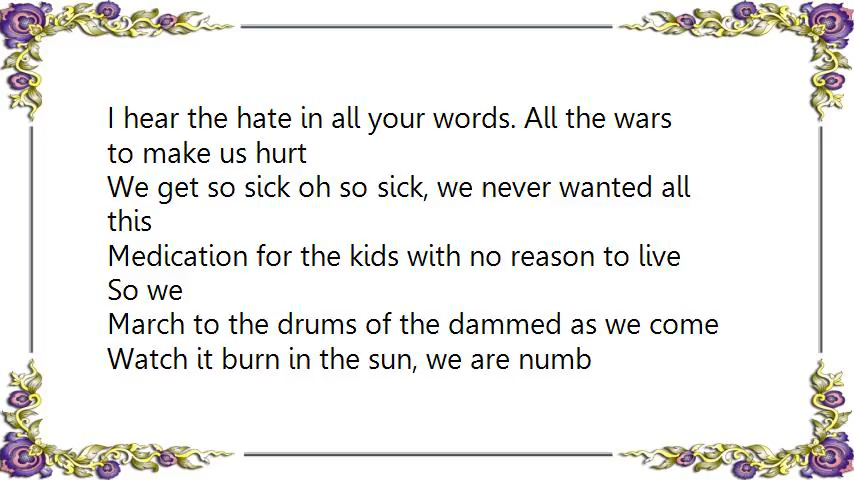 I hear the hate in all your words. All the wars
to make us hurt
We get so sick oh so sick, we never wanted all
this
Medication for the kids with no reason to live
So we
March to the drums of the dammed as we come
Watch it burn in the sun, we are numb